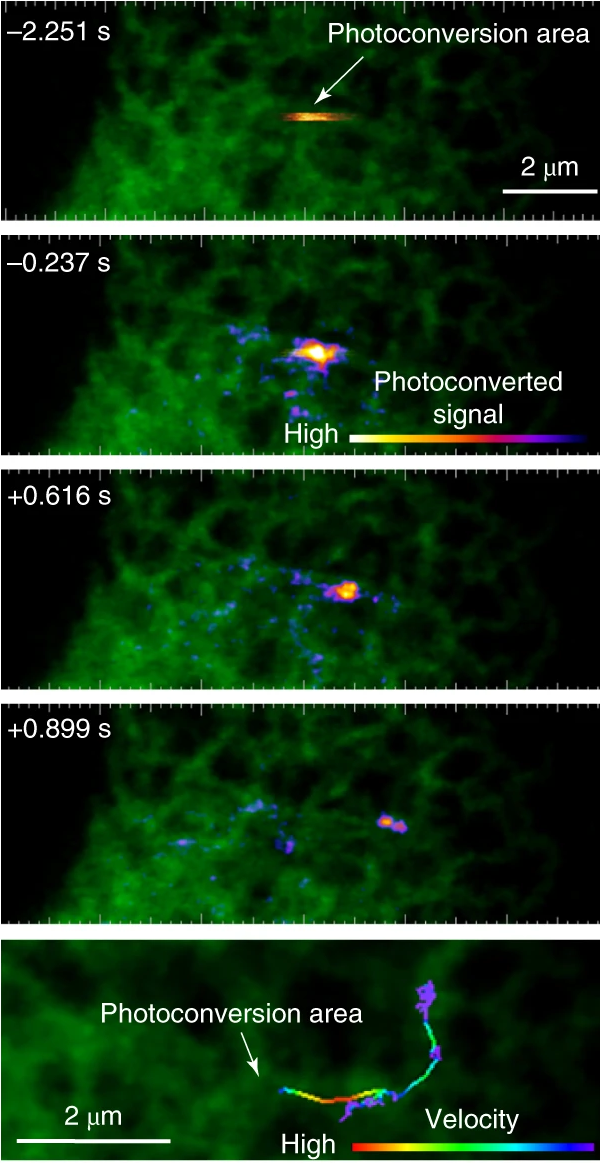 −2.251 s
Photoconversion area
2 μm
−0.237 s
Photoconverted
signal
High
+0.616 s
+0.899 s
Photoconversion area
2 μm
Velocity
High